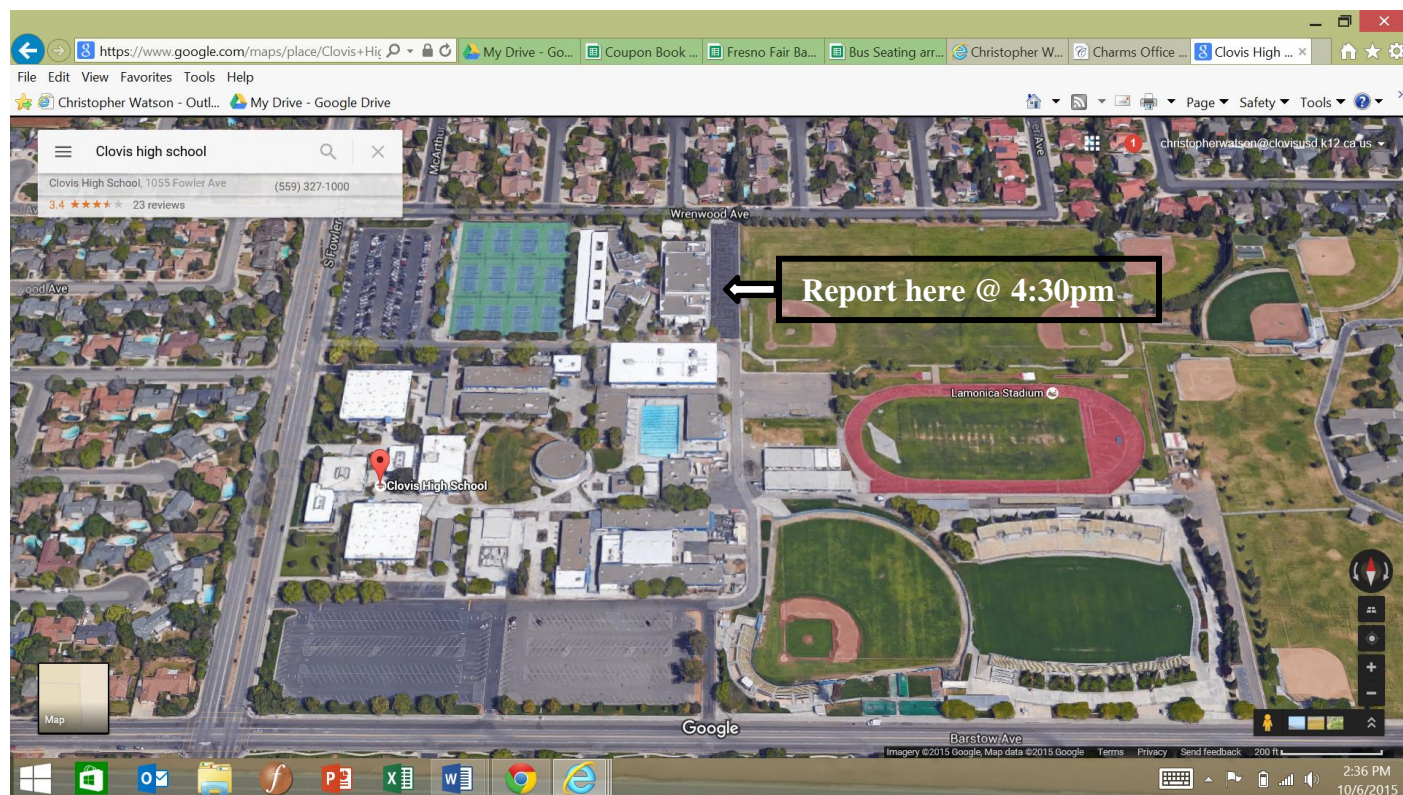 https://www.google.com/maps/place/Clovis+Hig
My Drive - Go...
Coupon Book ...
Fresno Fair Ba...
Bus Seating arr...
Christopher W...
Charms Office ...
Clovis High ...
File Edit View Favorites Tools Help
Christopher Watson - Outl...
My Drive - Google Drive
Page
Safety
Tools
Clovis high school
Clovis High School, 1055 Fowler Ave
(559) 327-1000
3.4
23 reviews
McArthur
1
christopherwatson@clovisusd.k12.ca.us
Wrenwood Ave
S Fowler
wood Ave
Report here @ 4:30pm
Lamonica Stadium
Clovis High School
Map
Google
Barstow Ave
Imagery ©2015 Google, Map data ©2015 Google Terms Privacy Send feedback 200 ft
2:36 PM
10/6/2015